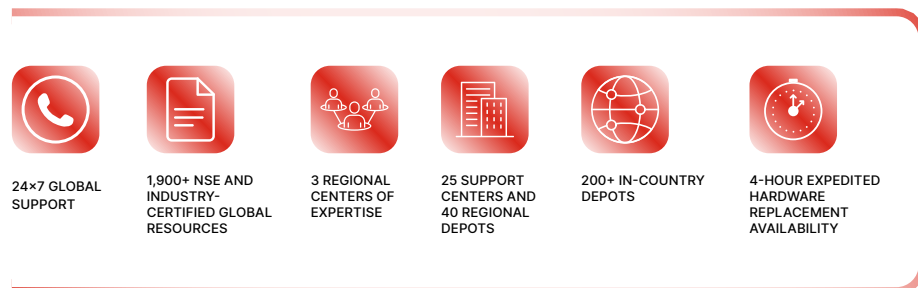 24×7 GLOBAL
SUPPORT
1,900+ NSE AND
INDUSTRY-
CERTIFIED GLOBAL
RESOURCES
3 REGIONAL
CENTERS OF
EXPERTISE
25 SUPPORT
CENTERS AND
40 REGIONAL
DEPOTS
200+ IN-COUNTRY
DEPOTS
4-HOUR EXPEDITED
HARDWARE
REPLACEMENT
AVAILABILITY